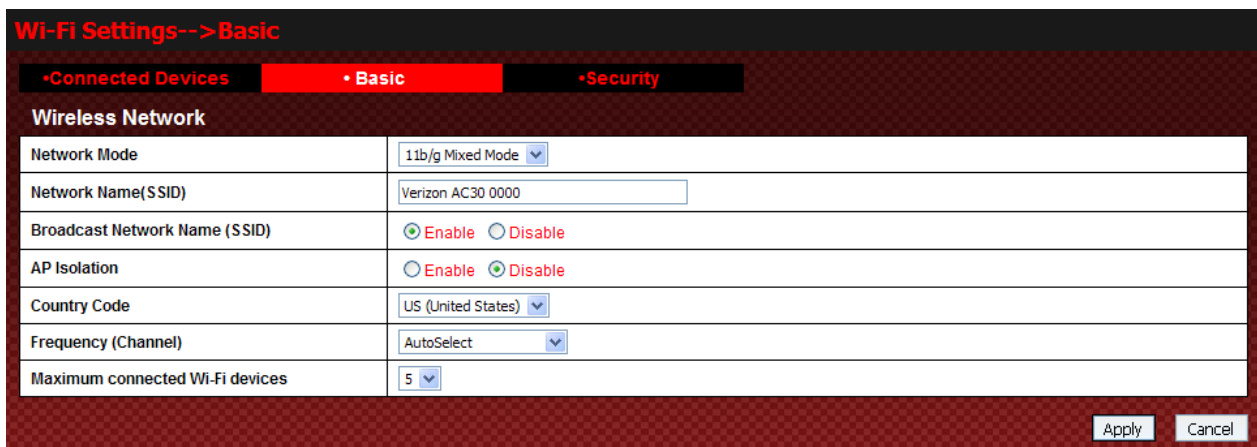 Wi-Fi Settings-->Basic
•Connected Devices • Basic •Security
Wireless Network
Network Mode 11b/g Mixed Mode
Network Name(SSID) Verizon AC30 0000
Broadcast Network Name (SSID) Enable Disable
AP Isolation Enable Disable
Country Code US (United States)
Frequency (Channel) AutoSelect
Maximum connected Wi-Fi devices 5
Apply Cancel